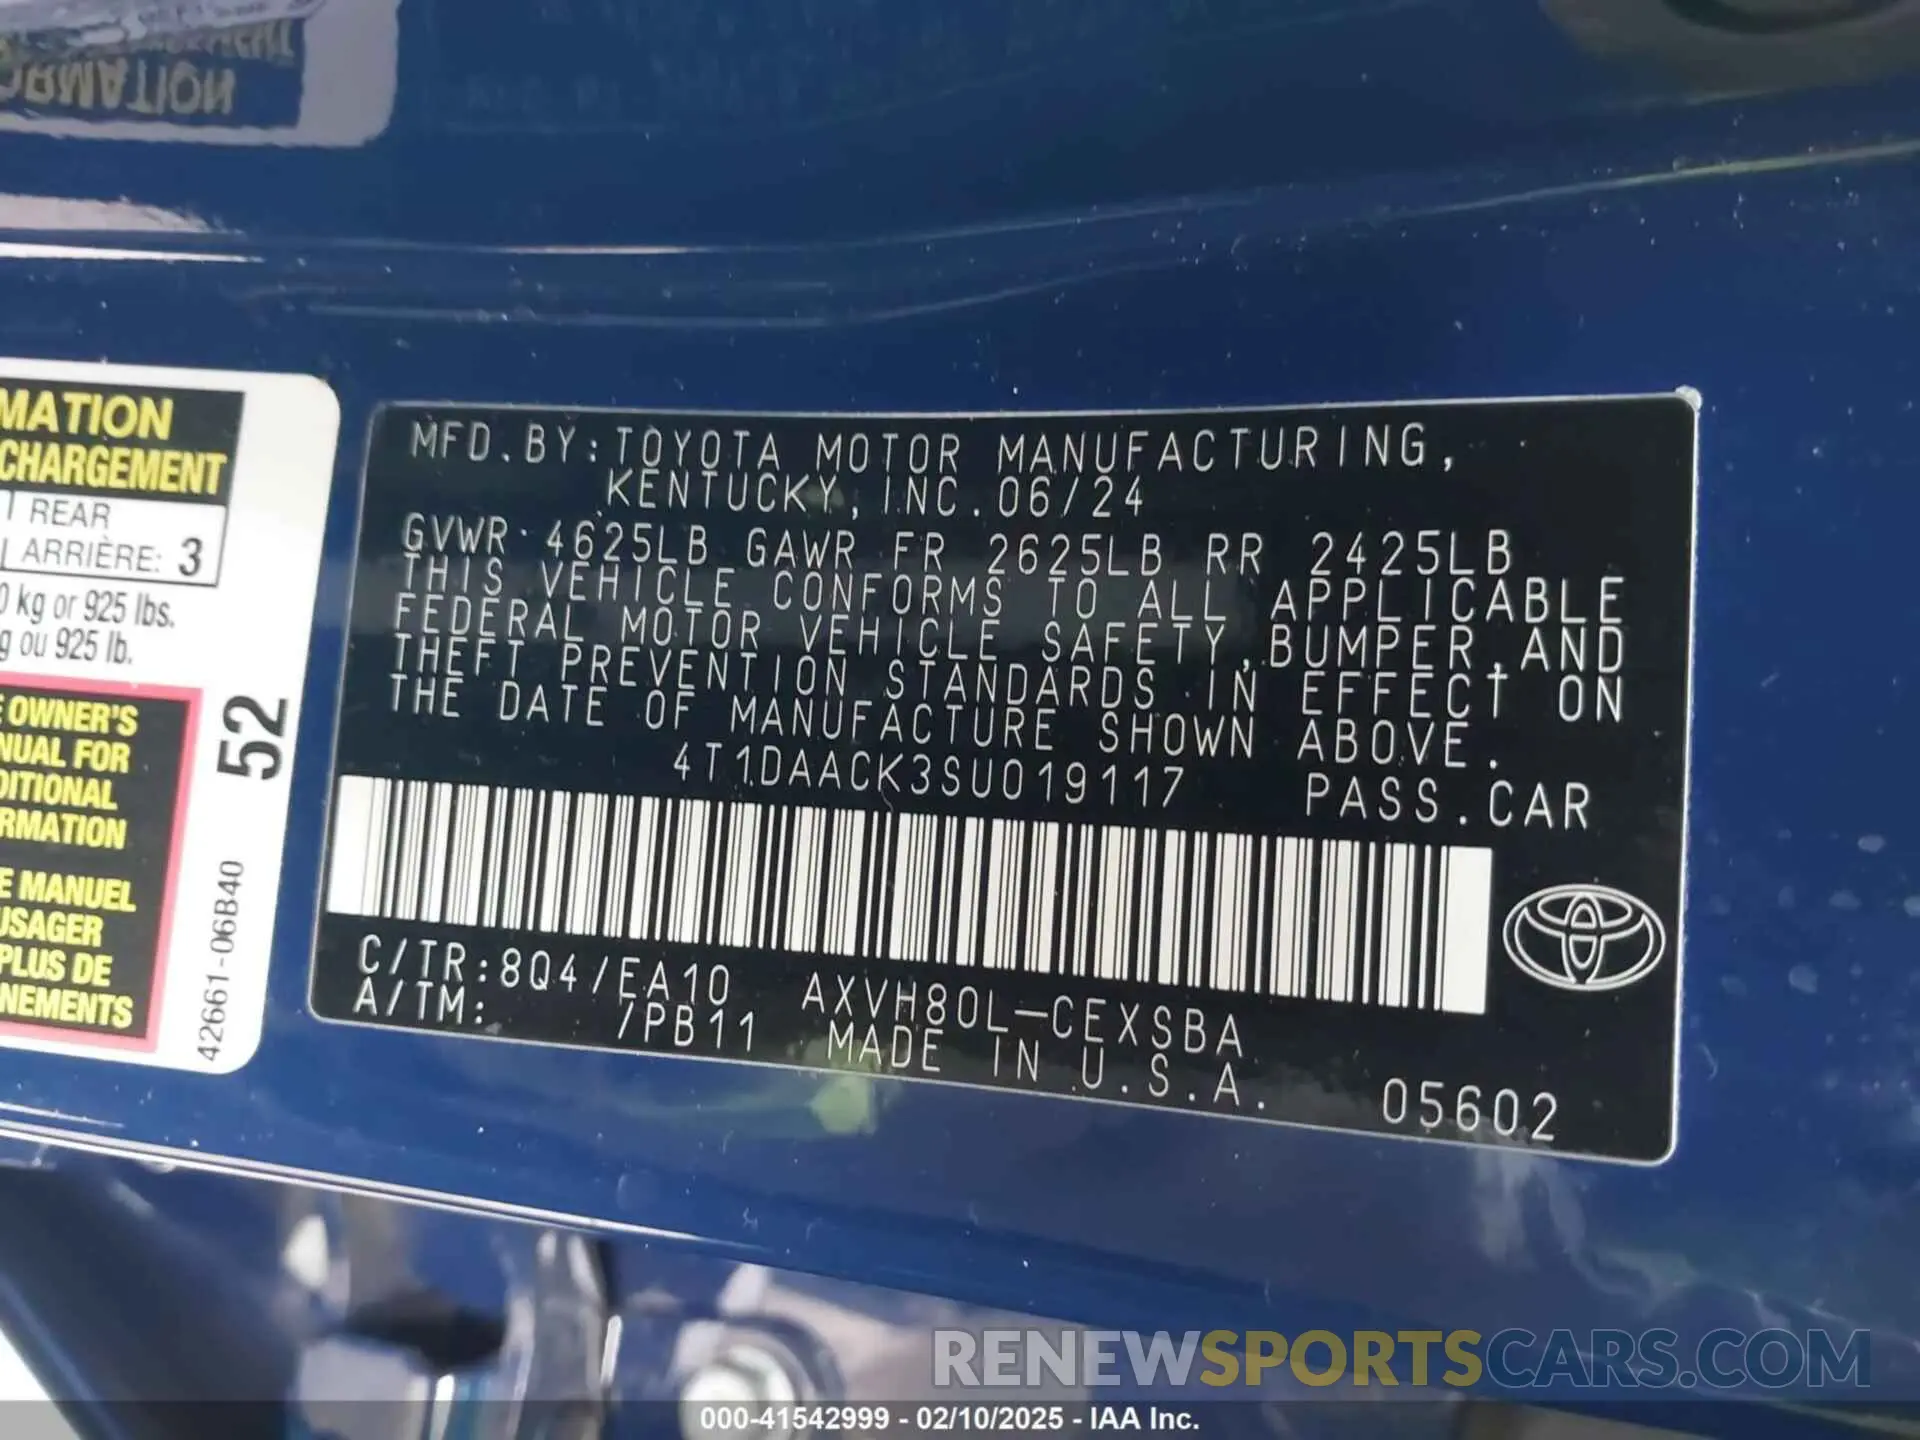 ORMATION
MATION
CHARGEMENT
REAR
ARRIÈRE: 3
0 kg or 925 lbs.
g ou 925 lb.
E OWNER'S
NUAL FOR
DITIONAL
RMATION
E MANUEL
USAGER
PLUS DE
NEMENTS
52
42661-06B40
MFD.BY:TOYOTA MOTOR MANUFACTURING,
KENTUCKY, INC. 06/24
GVWR 4625LB GAWR FR 2625LB RR 2425LB
THIS VEHICLE CONFORMS TO ALL APPLICABLE
FEDERAL MOTOR VEHICLE SAFETY, BUMPER, AND
THEFT PREVENTION STANDARDS IN EFFECT ON
THE DATE OF MANUFACTURE SHOWN ABOVE.
4T1DAACK3SU019117 PASS.CAR
C/TR:8Q4/EA10 AXVH80L-CEXSBA
A/TM: /PB11 MADE IN U.S.A.
05602
RENEWSPORTSCARS.COM
000-41542999 - 02/10/2025 - IAA Inc.